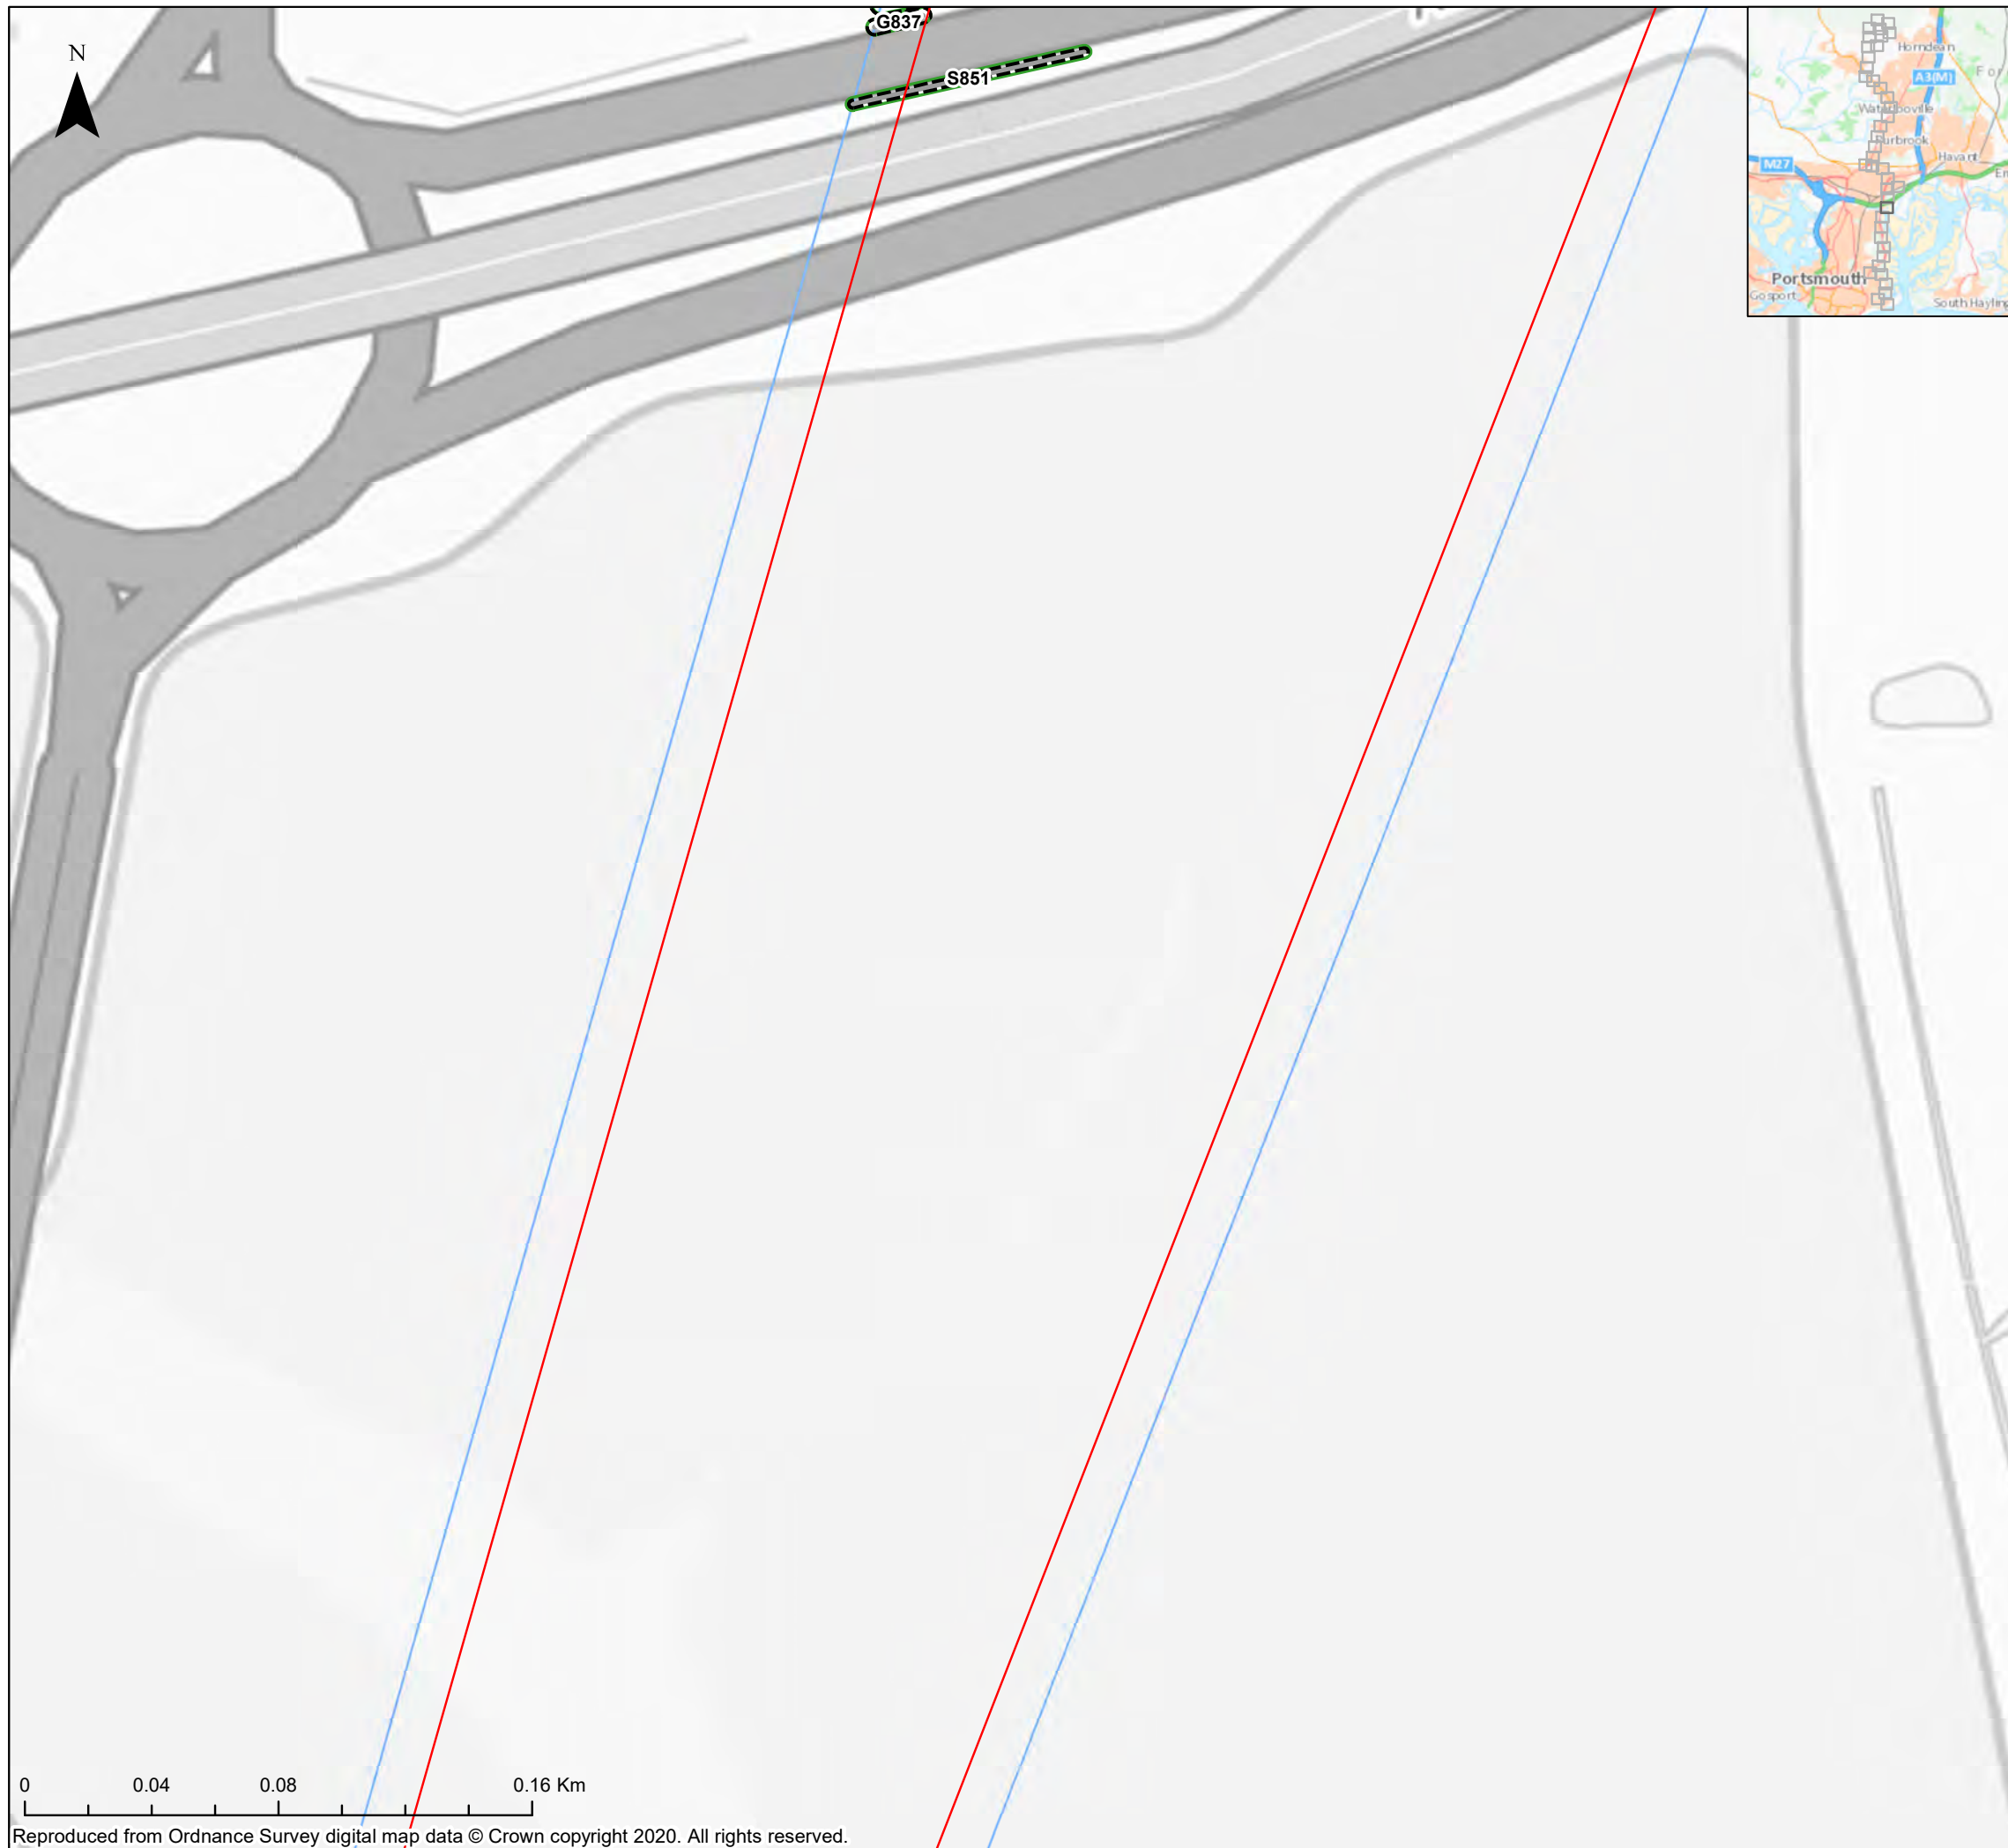 G837
N
S851
Horndean
A3(M)
Waterlooville
Purbrook
M27
Havant
Portsmouth
Gosport
South Hayling
0
0.04
0.08
0.16 Km
Reproduced from Ordnance Survey digital map data © Crown copyright 2020. All rights reserved.